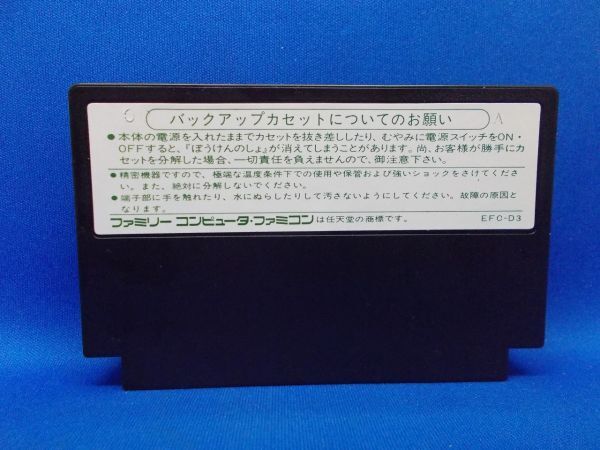 6 A
バックアップカセットについてのお願い
●本体の電源を入れたままでカセットを抜き差ししたり、むやみに電源スイッチをON・
OFFすると、『ぼうけんのしょ』が消えてしまうことがあります。尚、お客様が勝手にカ
セットを分解した場合、一切責任を負えませんので、御注意下さい。
●精密機器ですので、極端な温度条件下での使用や保管および強いショックをさけてくださ
い。また、絶対に分解しないでください。
●端子部に手を触れたり、水にぬらしたりして汚さないようにしてください。故障の原因と
なります。
ファミリー コンピュータ・ファミコンは任天堂の商標です。 EFC-D3